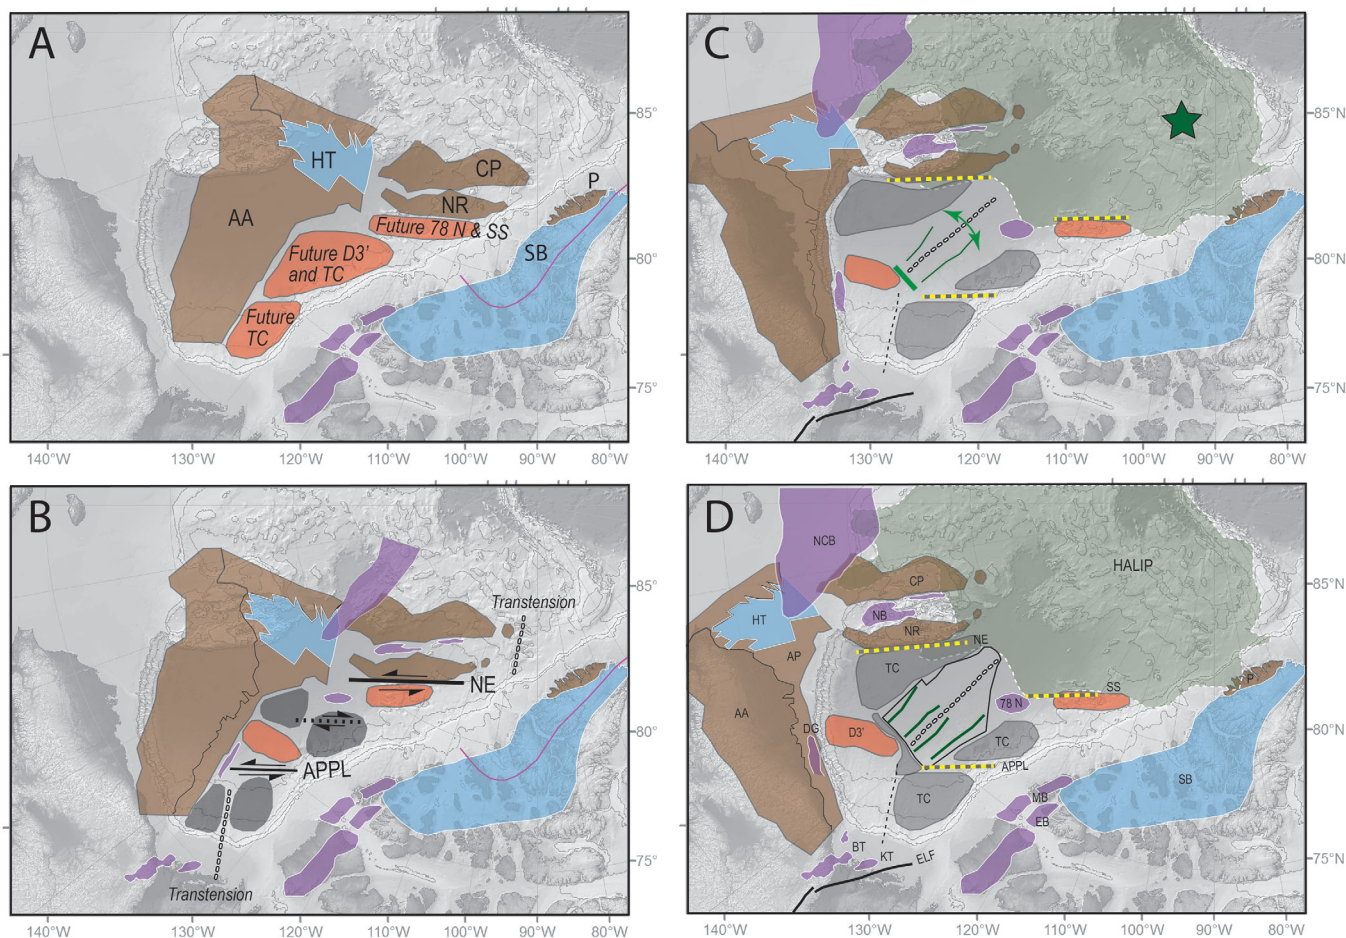 A
HT
CP
P
NR
AA
Future 78 N & SS
Future D3’
and TC
SB
Future
TC
140°W
130°W
120°W
110°W
100°W
90°W
80°W
85°
80°
75°
C
140°W
130°W
120°W
110°W
100°W
90°W
80°W
85°N
80°N
75°N
B
Transtension
NE
APPL
Transtension
140°W
130°W
120°W
110°W
100°W
90°W
80°W
85°
80°
75°
D
NCB
HALIP
CP
HT
NB
NR
NE
AP
TC
P
SS
AA
78 N
DG
D3’
TC
APPL
SB
TC
MB
EB
BT
KT
ELF
140°W
130°W
120°W
110°W
100°W
90°W
80°W
85°N
80°N
75°N